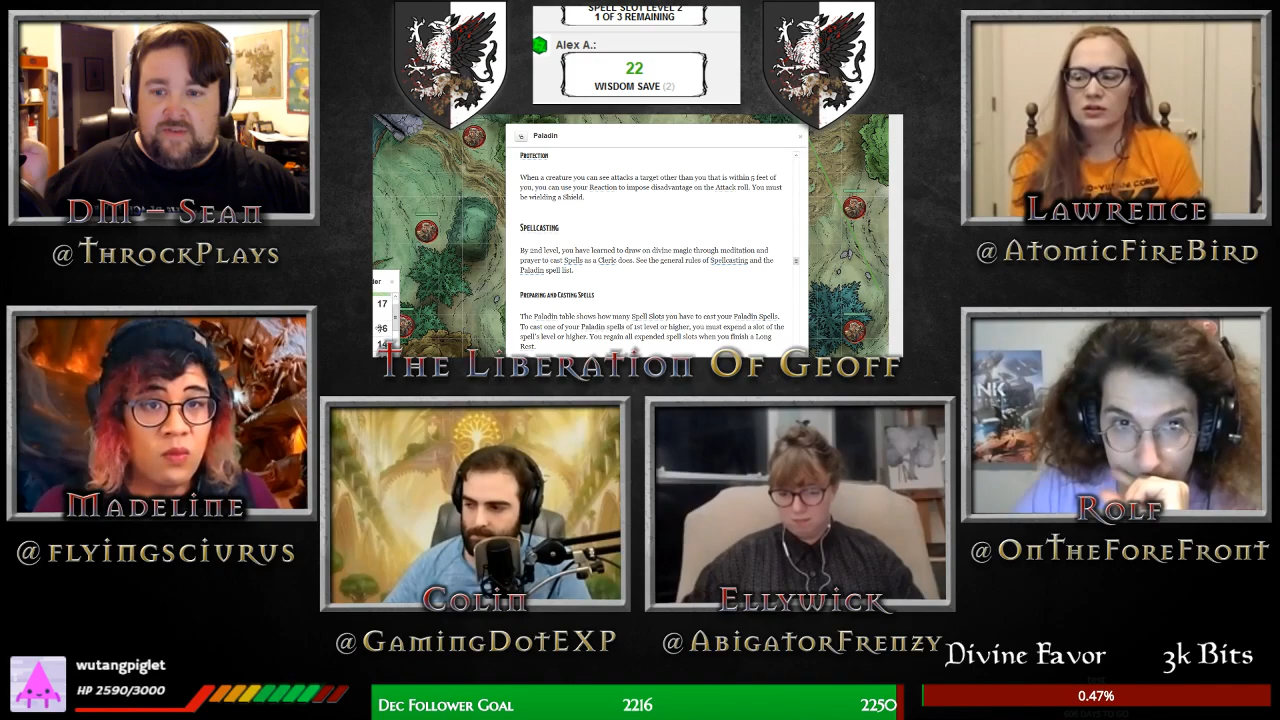 SPELL SLOT LEVEL 2
1 OF 3 REMAINING
Alex A.:
22
WISDOM SAVE (2)
DM - Sean
@ThrockPlays
Lawrence
@AtomicFireBird
Paladin
Protection
When a creature you can see attacks a target other than you that is within 5 feet of
you, you can use your Reaction to impose disadvantage on the Attack roll. You must
be wielding a Shield.
Spellcasting
By 2nd level, you have learned to draw on divine magic through meditation and
prayer to cast Spells as a Cleric does. See the general rules of Spellcasting and the
Paladin spell list.
Preparing and Casting Spells
The Paladin table shows how many Spell Slots you have to cast your Paladin Spells.
To cast one of your Paladin spells of 1st level or higher, you must expend a slot of the
spell's level or higher. You regain all expended spell slots when you finish a Long
Rest.
17
The Liberation Of Geoff
Madeline
@flyingsciurus
Colin
@GamingDotEXP
Ellywick
@AbigatorFrenzy
Rolf
@OnTheForeFront
wutangpiglet
HP 2590/3000
Dec Follower Goal
2216
2250
Divine Favor
3k Bits
0.47%